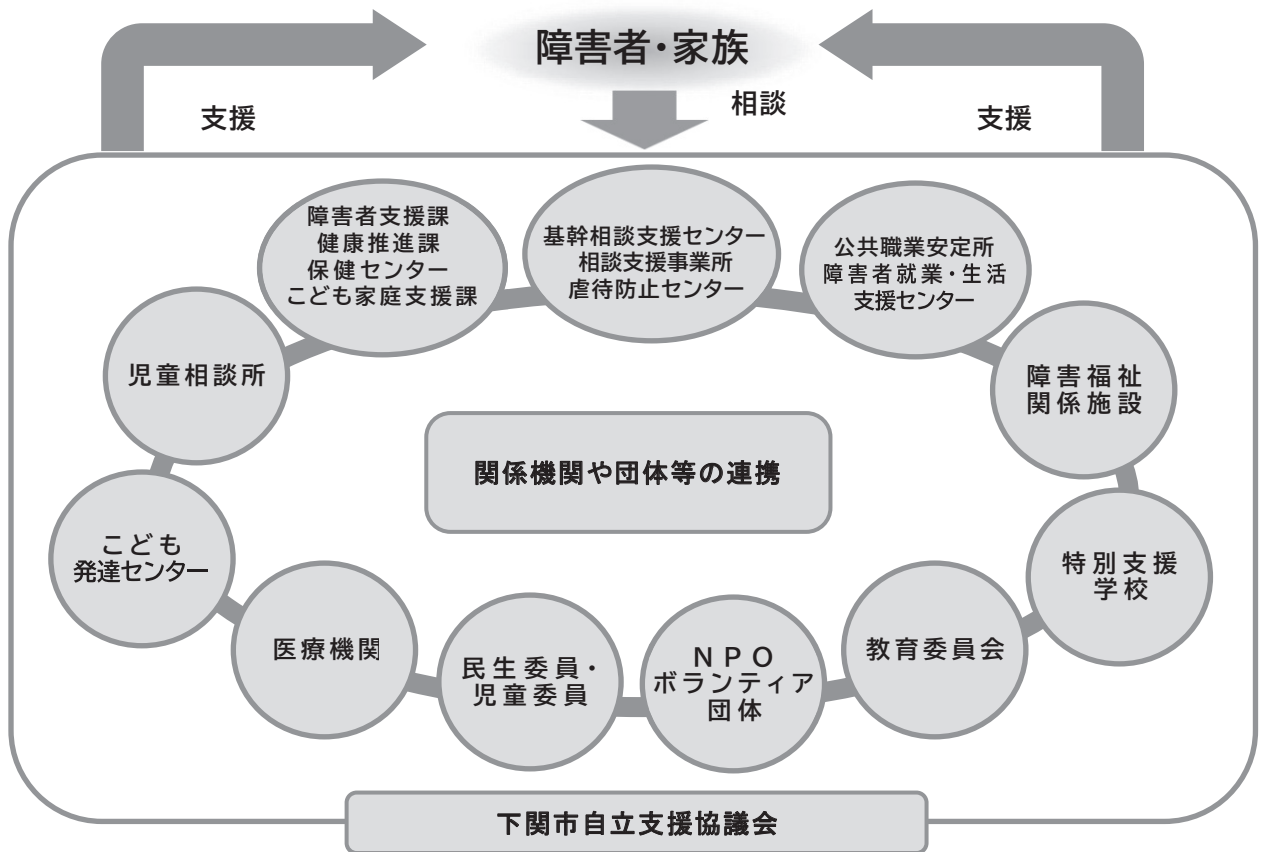 障害者・家族
支援
相談
支援
障害者支援課
健康推進課
保健センター
こども家庭支援課
基幹相談支援センター
相談支援事業所
虐待防止センター
公共職業安定所
障害者就業・生活
支援センター
児童相談所
障害福祉
関係施設
関係機関や団体等の連携
こども
発達センター
特別支援
学校
医療機関
民生委員・
児童委員
NPO
ボランティア
団体
教育委員会
下関市自立支援協議会